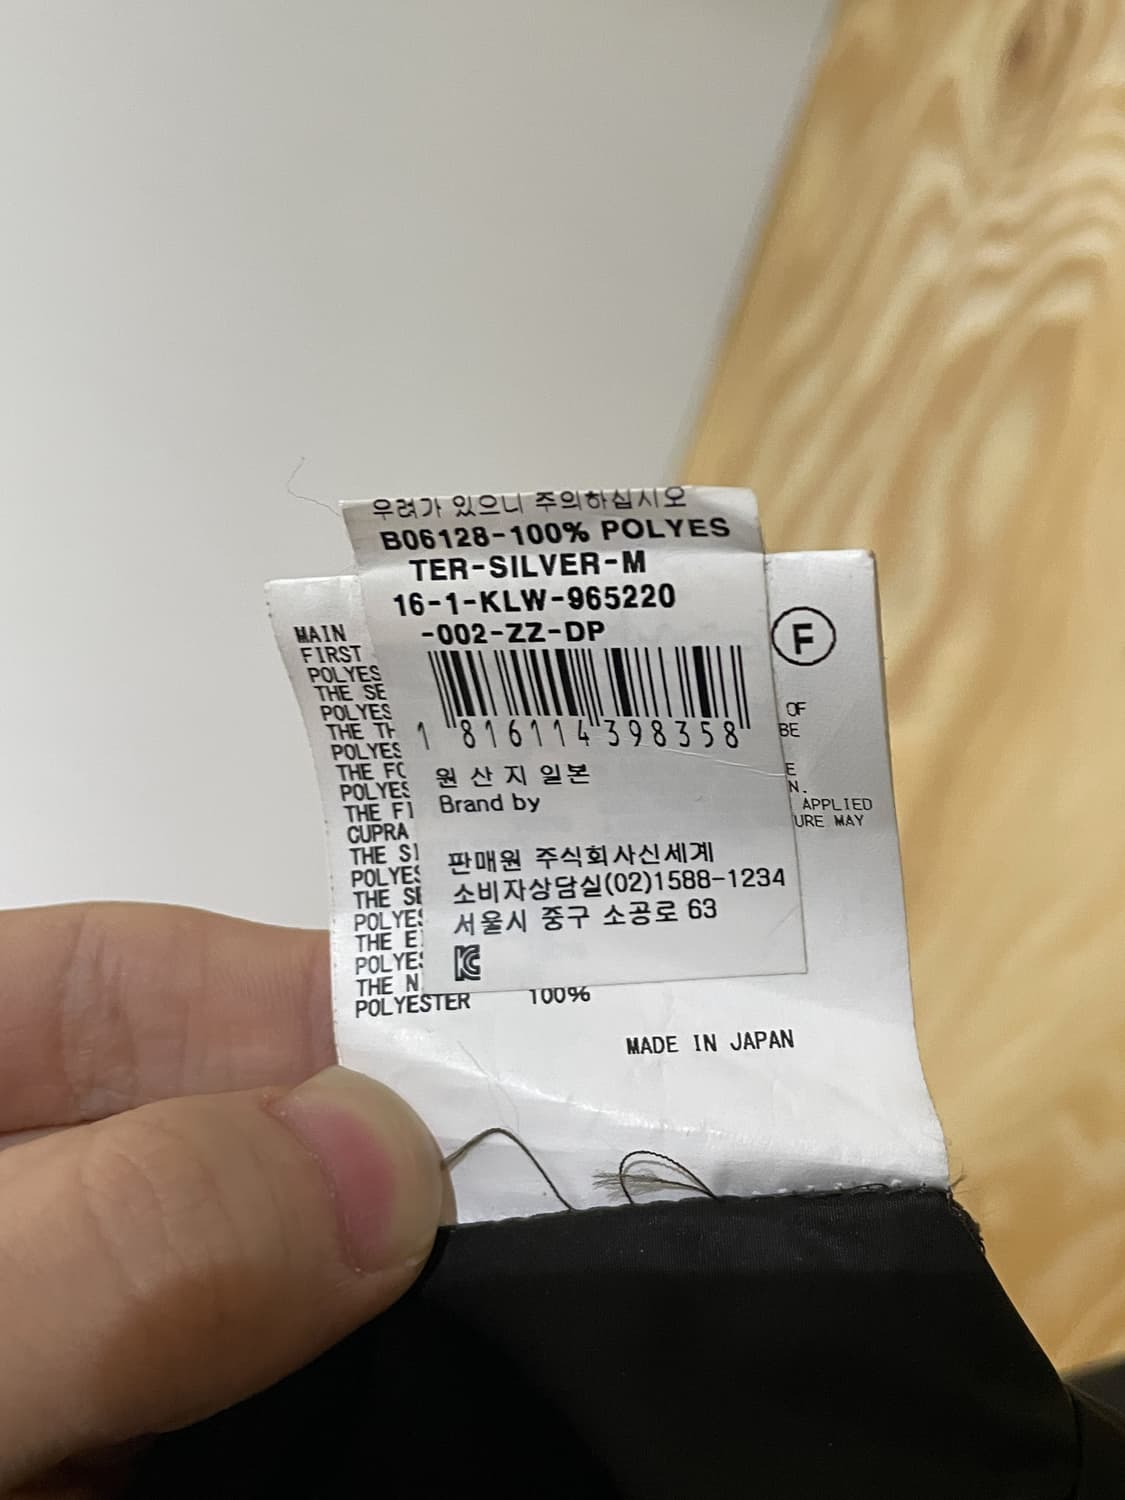 우려가 있으니 주의하십시오
B06128-100% POLYES
TER-SILVER-M
16-1-KLW-965220
-002-ZZ-DP
1 816114 398358
원 산 지 일본
Brand by
판매원 주식회사신세계
소비자상담실(02)1588-1234
서울시 중구 소공로 63
MAIN
FIRST
POLYES
THE SE
POLYES
THE TH
POLYES
THE FO
POLYES
THE FI
CUPRA
THE SI
POLYES
THE SE
POLYES
THE E
POLYES
THE N
POLYESTER 100%
F
OF
BE
E
N.
APPLIED
URE MAY
MADE IN JAPAN